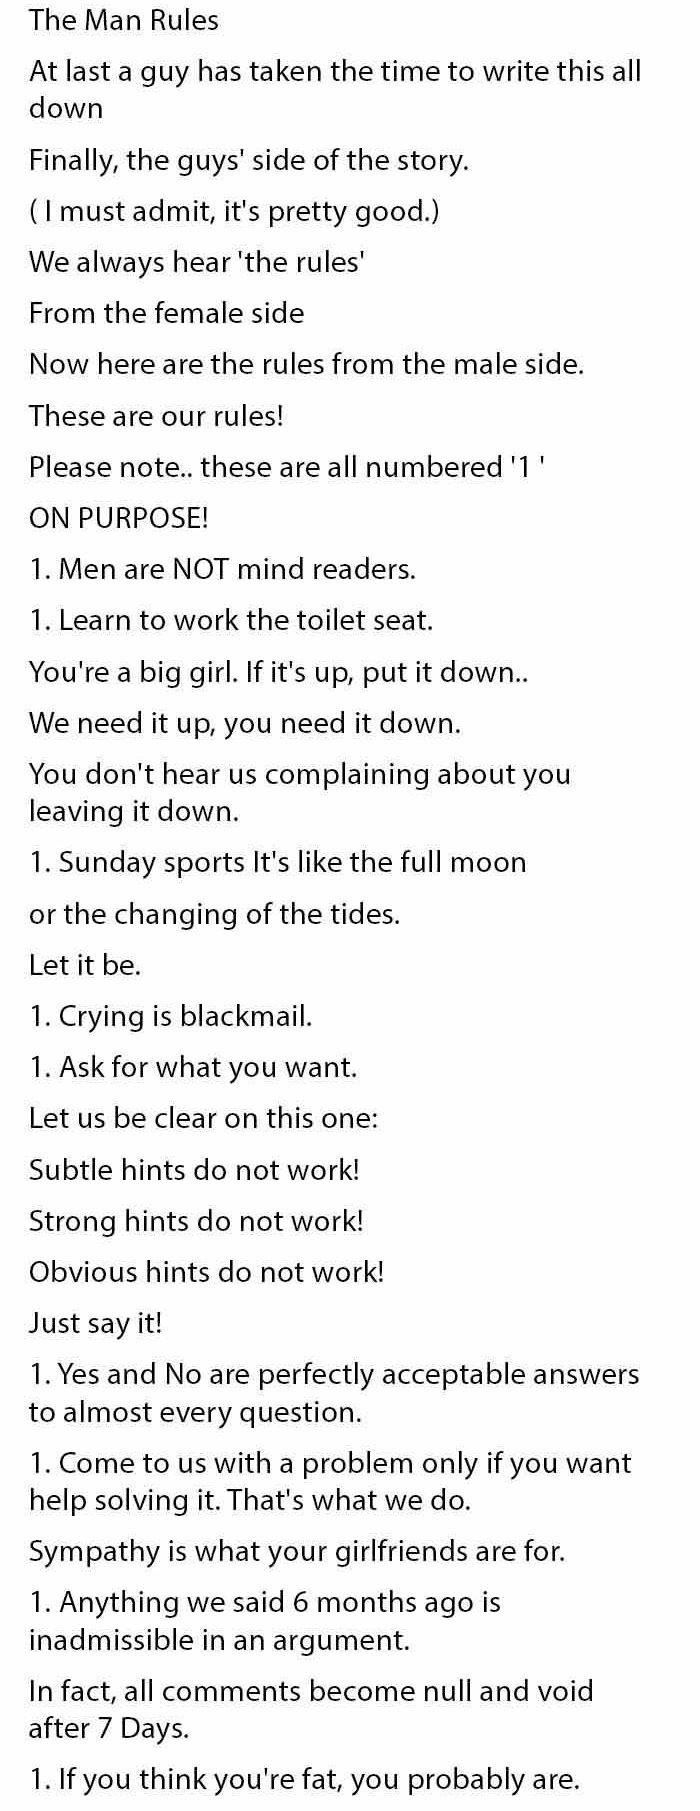 The Man Rules
At last a guy has taken the time to write this all
down
Finally, the guys' side of the story.
( I must admit, it's pretty good.)
We always hear 'the rules'
From the female side
Now here are the rules from the male side.
These are our rules!
Please note.. these are all numbered '1 '
ON PURPOSE!
1. Men are NOT mind readers.
1. Learn to work the toilet seat.
You're a big girl. If it's up, put it down..
We need it up, you need it down.
You don't hear us complaining about you
leaving it down.
1. Sunday sports It's like the full moon
or the changing of the tides.
Let it be.
1. Crying is blackmail.
1. Ask for what you want.
Let us be clear on this one:
Subtle hints do not work!
Strong hints do not work!
Obvious hints do not work!
Just say it!
1. Yes and No are perfectly acceptable answers
to almost every question.
1. Come to us with a problem only if you want
help solving it. That's what we do.
Sympathy is what your girlfriends are for.
1. Anything we said 6 months ago is
inadmissible in an argument.
In fact, all comments become null and void
after 7 Days.
1. If you think you're fat, you probably are.